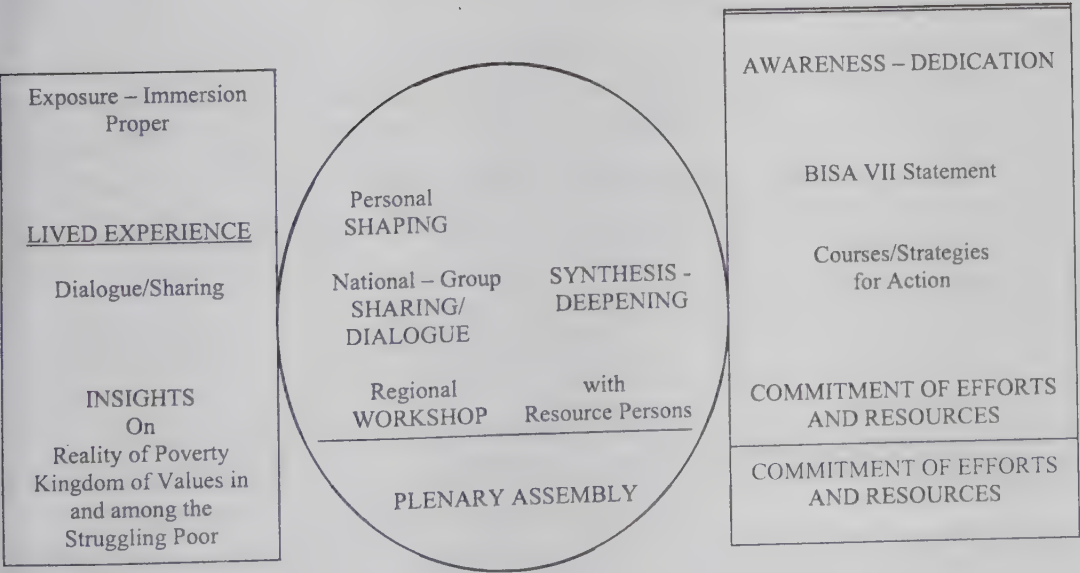 Exposure – Immersion
Proper
LIVED EXPERIENCE
Dialogue/Sharing
INSIGHTS
On
Reality of Poverty
Kingdom of Values in
and among the
Struggling Poor
Personal
SHAPING
National – Group
SHARING/
DIALOGUE
Regional
WORKSHOP
SYNTHESIS -
DEEPENING
with
Resource Persons
PLENARY ASSEMBLY
AWARENESS – DEDICATION
BISA VII Statement
Courses/Strategies
for Action
COMMITMENT OF EFFORTS
AND RESOURCES
COMMITMENT OF EFFORTS
AND RESOURCES